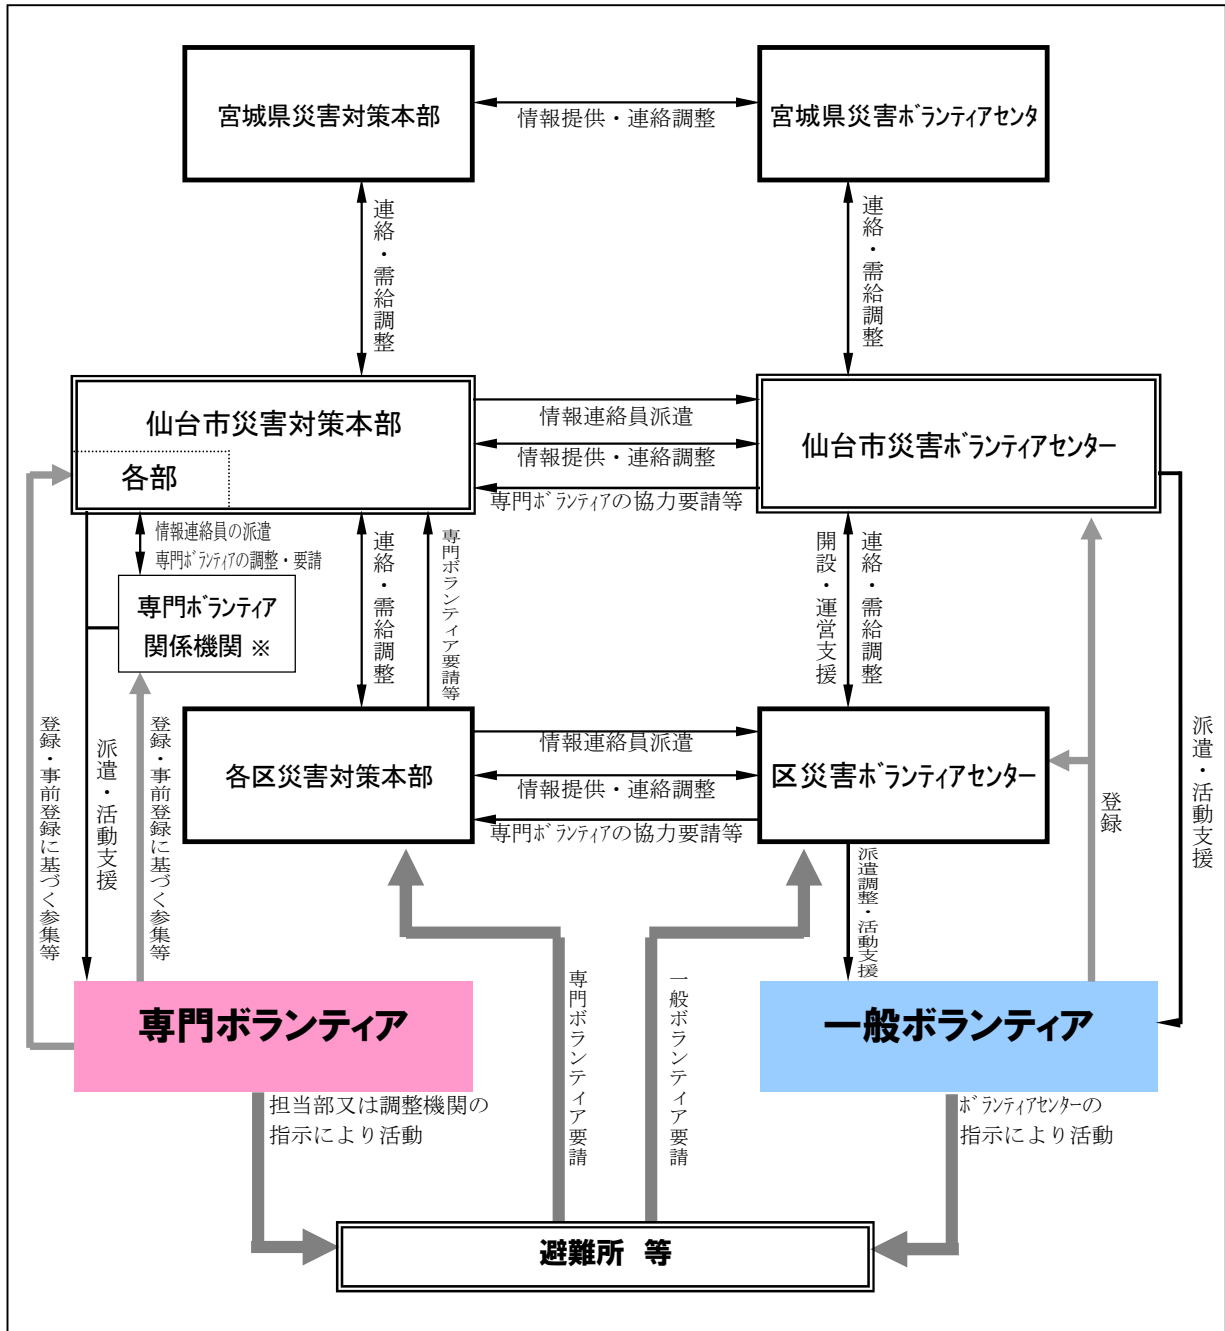 宮城県災害対策本部
情報提供・連絡調整
宮城県災害ﾎﾞﾗﾝﾃｨｱｾﾝﾀ
連絡・需給調整
連絡・需給調整
仙台市災害対策本部
各部
情報連絡員派遣
情報提供・連絡調整
専門ﾎﾞﾗﾝﾃｨｱの協力要請等
仙台市災害ﾎﾞﾗﾝﾃｨｱｾﾝﾀｰ
情報連絡員の派遣
専門ﾎﾞﾗﾝﾃｨｱの調整・要請
専門ﾎﾞﾗﾝﾃｨｱ
関係機関 ※
連絡・需給調整
専門ボランティア要請等
開設・運営支援
連絡・需給調整
登録・事前登録に基づく参集等
派遣・活動支援
登録・事前登録に基づく参集等
各区災害対策本部
情報連絡員派遣
情報提供・連絡調整
専門ﾎﾞﾗﾝﾃｨｱの協力要請等
区災害ﾎﾞﾗﾝﾃｨｱｾﾝﾀｰ
登録
派遣・活動支援
派遣調整・活動支援
専門ボランティア
専門ボランティア要請
一般ボランティア要請
一般ボランティア
担当部又は調整機関の
指示により活動
ﾎﾞﾗﾝﾃｨｱｾﾝﾀｰの
指示により活動
避難所 等